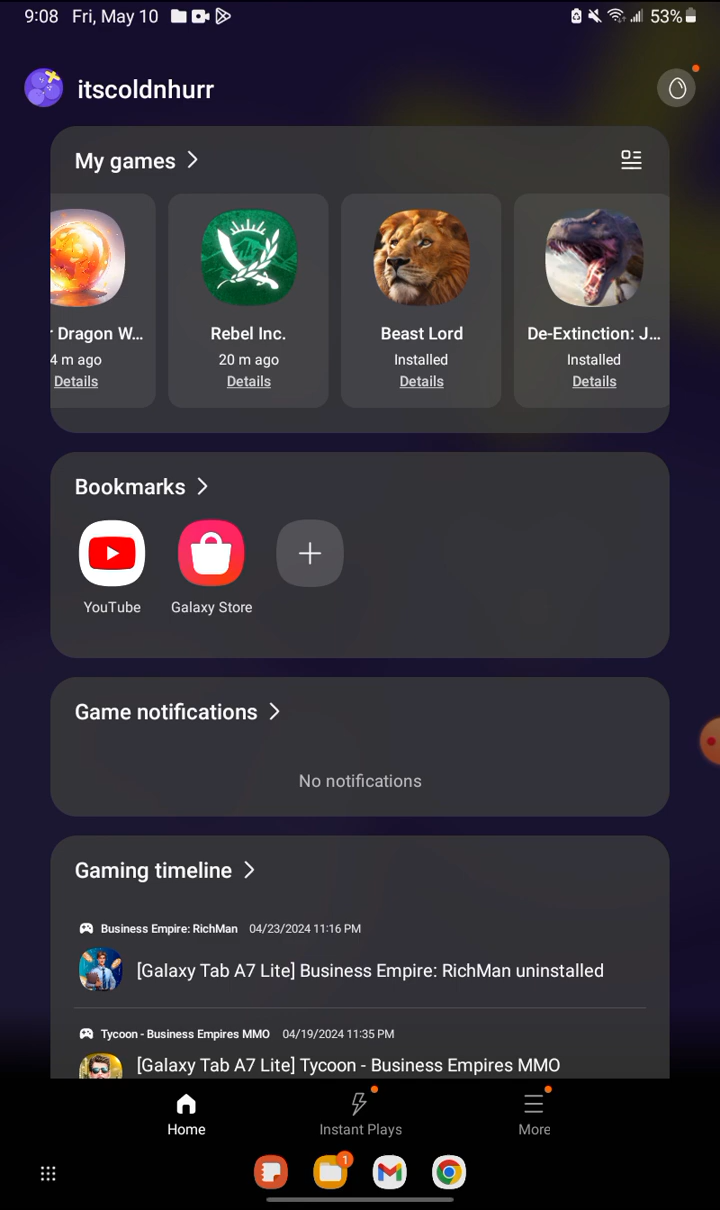 9:08 Fri, May 10 53%
itscoldnhurr
My games
r Dragon W...
4 m ago
Details
Rebel Inc.
20 m ago
Details
Beast Lord
Installed
Details
De-Extinction: J...
Installed
Details
Bookmarks
YouTube
Galaxy Store
Game notifications
No notifications
Gaming timeline
Business Empire: RichMan 04/23/2024 11:16 PM
[Galaxy Tab A7 Lite] Business Empire: RichMan uninstalled
Tycoon - Business Empires MMO 04/19/2024 11:35 PM
[Galaxy Tab A7 Lite] Tycoon - Business Empires MMO
Home
Instant Plays
More
1